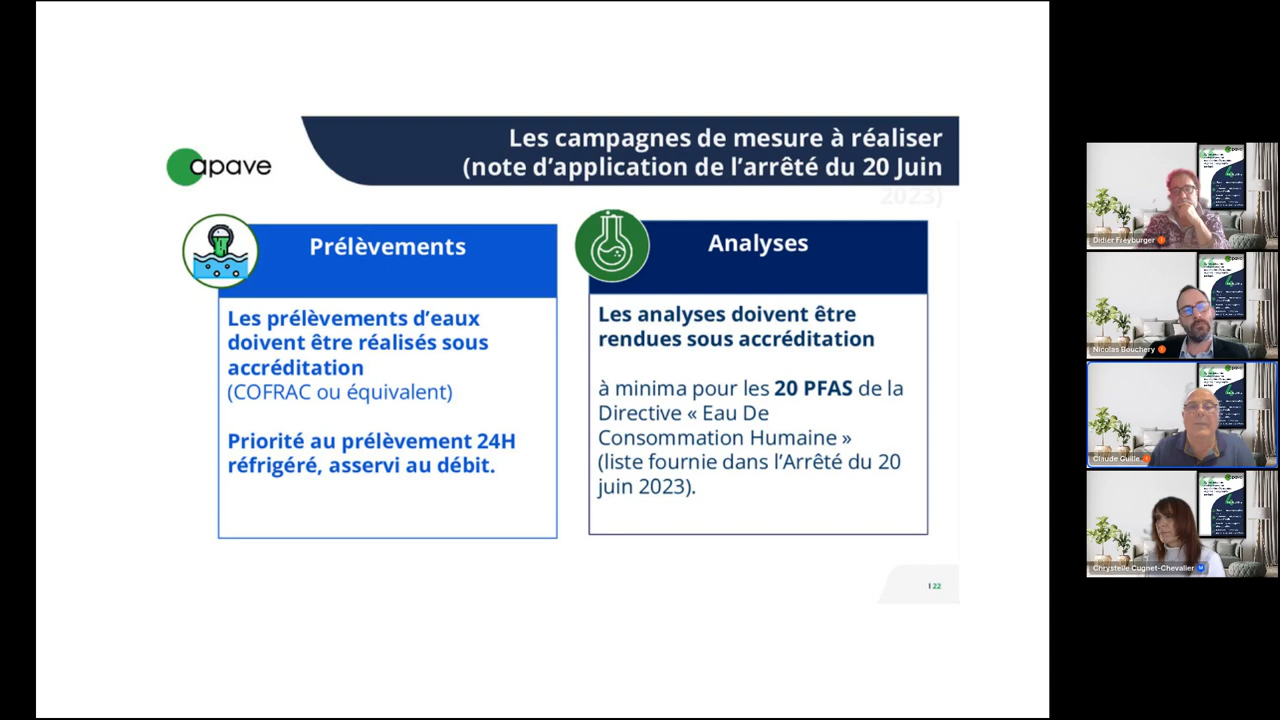 Les campagnes de mesure à réaliser
(note d’application de l’arrêté du 20 Juin
2023)
apave
Prélèvements
Les prélèvements d’eaux
doivent être réalisés sous
accréditation
(COFRAC ou équivalent)
Priorité au prélèvement 24H
réfrigéré, asservi au débit.
Analyses
Les analyses doivent être
rendues sous accréditation
à minima pour les 20 PFAS de la
Directive « Eau De
Consommation Humaine »
(liste fournie dans l’Arrêté du 20
juin 2023).
22
Didier Freyburger
Nicolas Bouchery
Claude Guille
Chrystelle Cugnet-Chevalier